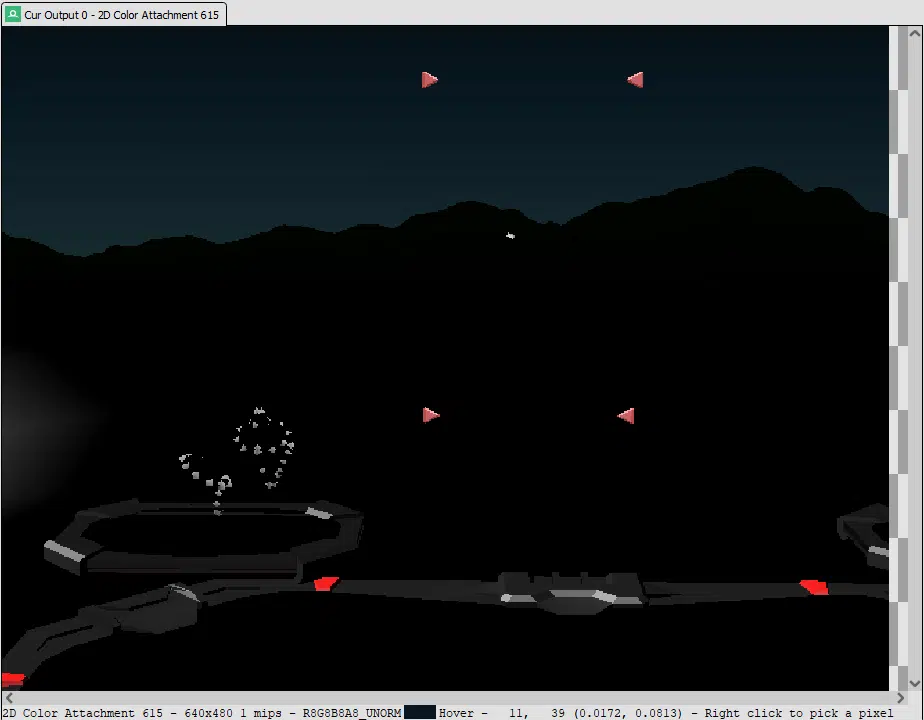 Cur Output 0 - 2D Color Attachment 615
2D Color Attachment 615 - 640x480 1 mips - R8G8B8A8_UNORM Hover - 11, 39 (0.0172, 0.0813) - Right click to pick a pixel